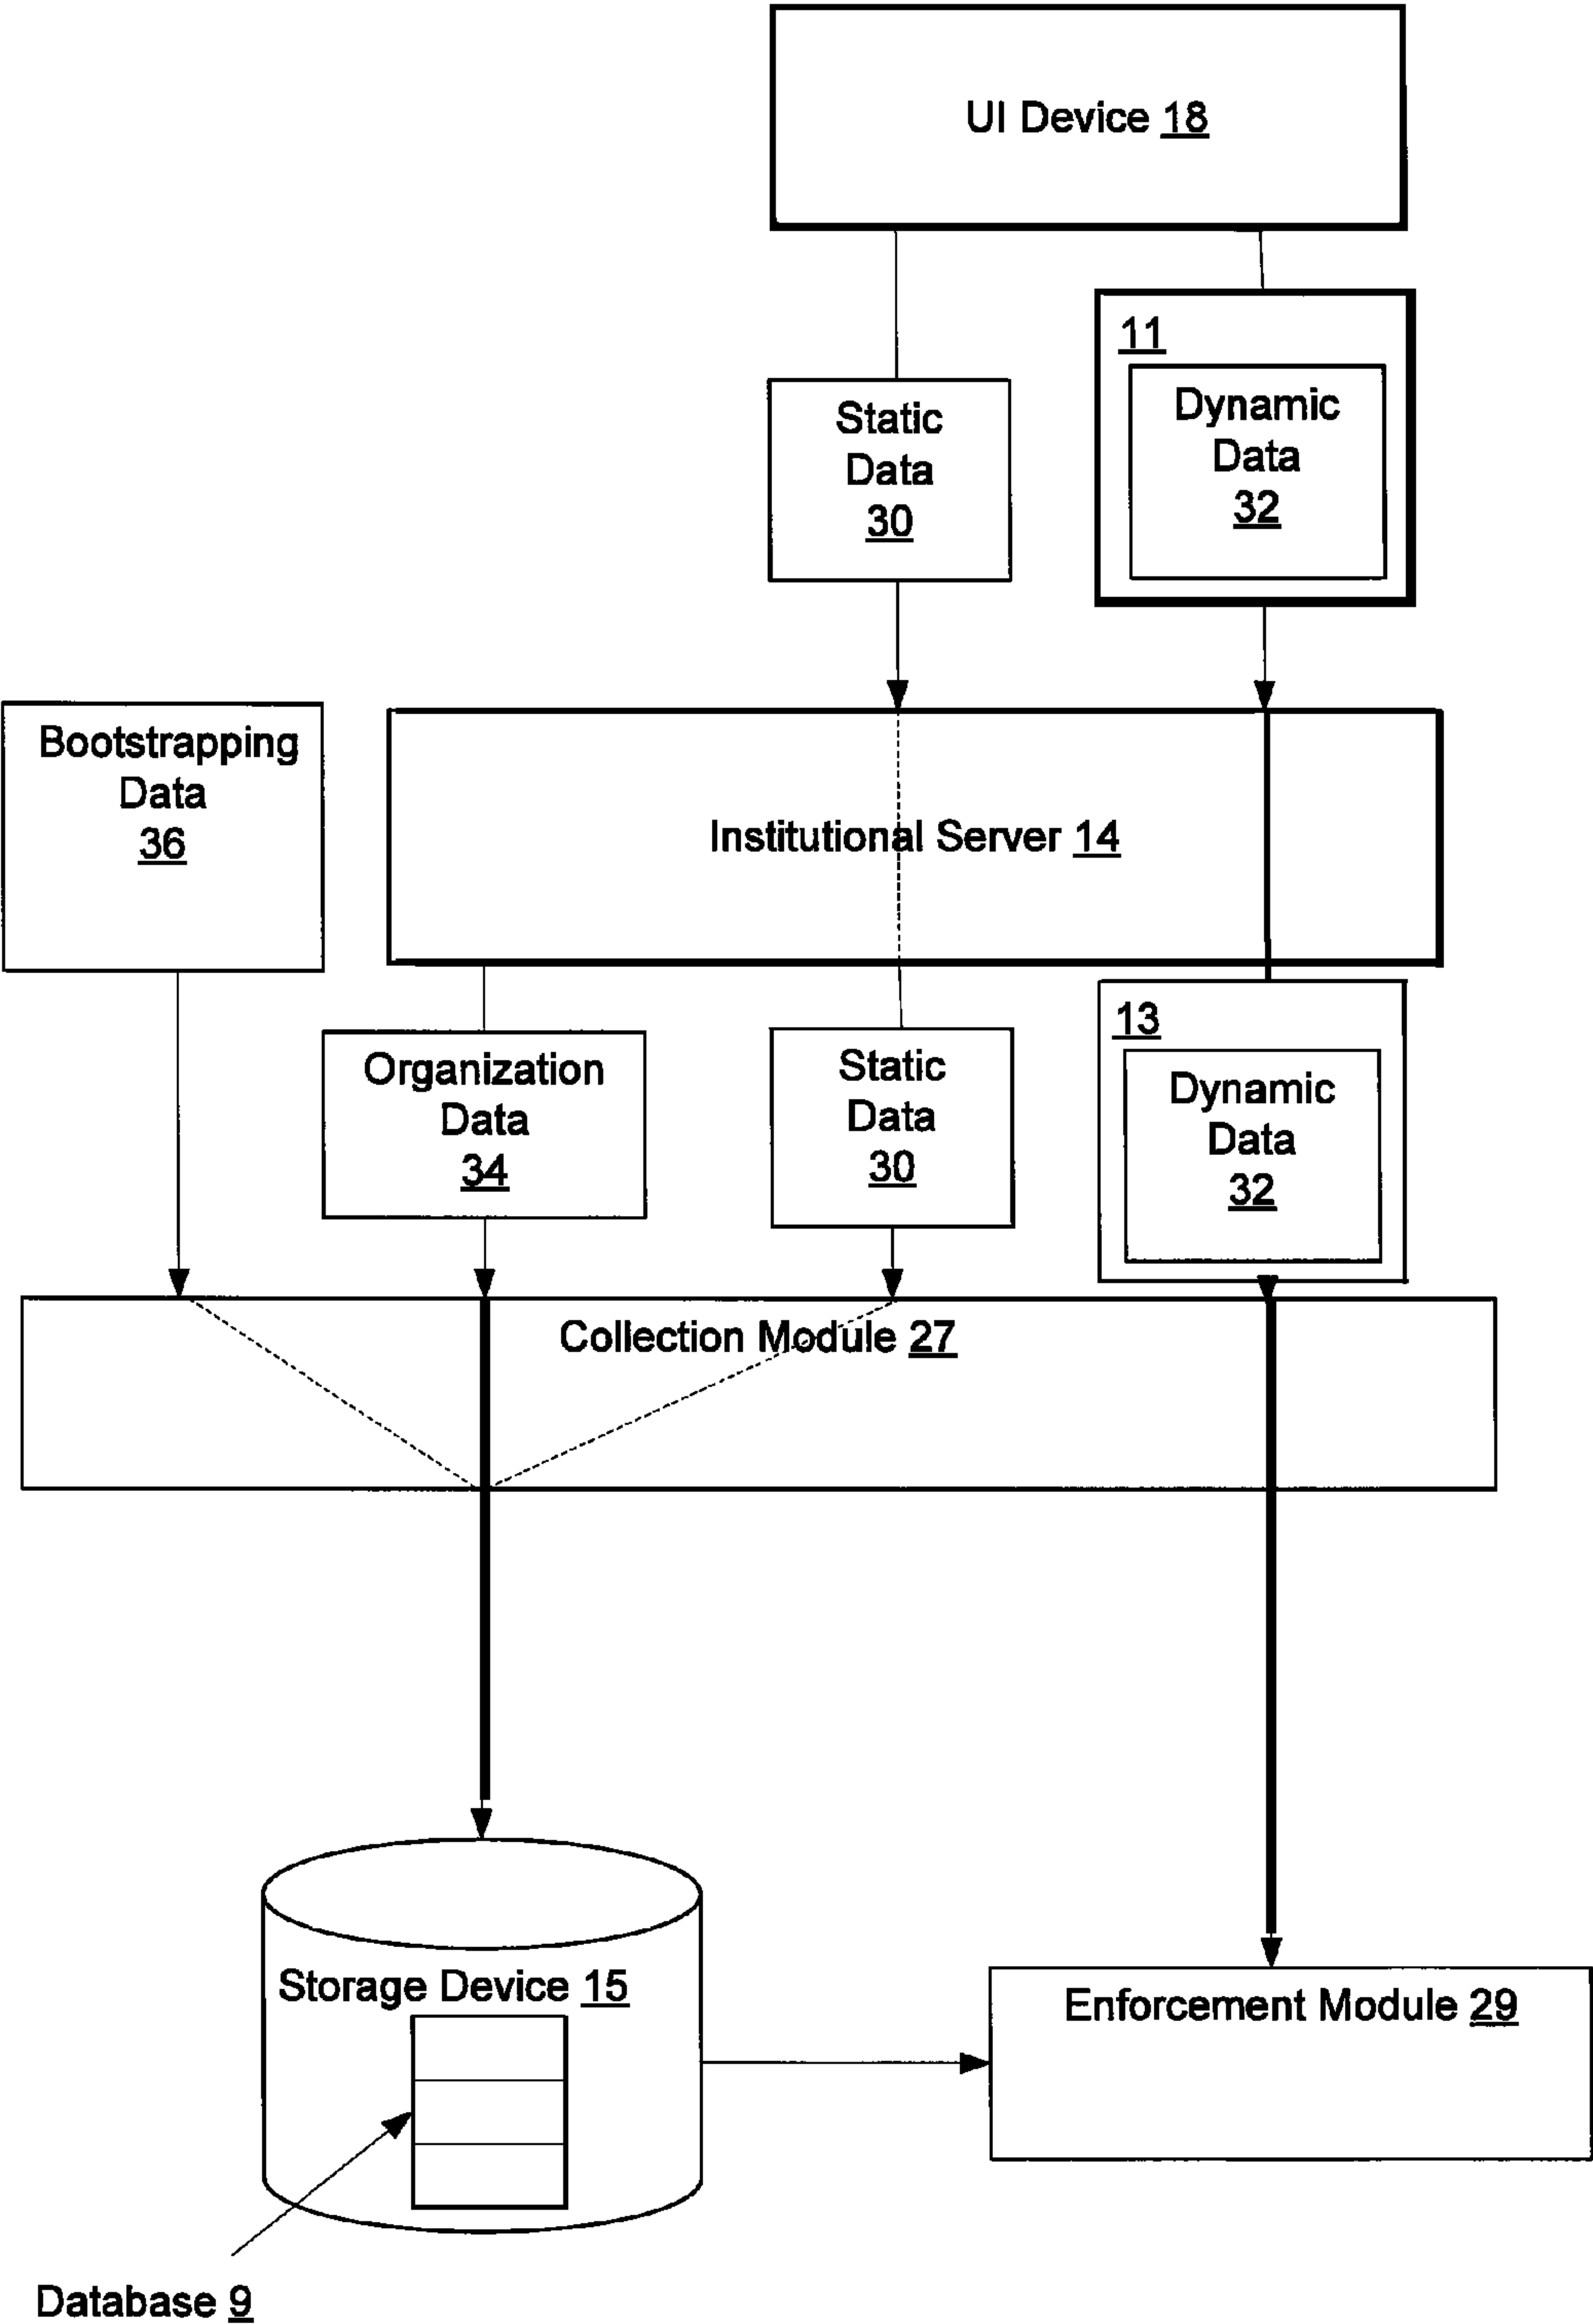 UI Device 18
11
Static
Data
30
Dynamic
Data
32
Bootstrapping
Data
36
Institutional Server 14
Organization
Data
34
Static
Data
30
13
Dynamic
Data
32
Collection Module 27
Storage Device 15
Enforcement Module 29
Database 9